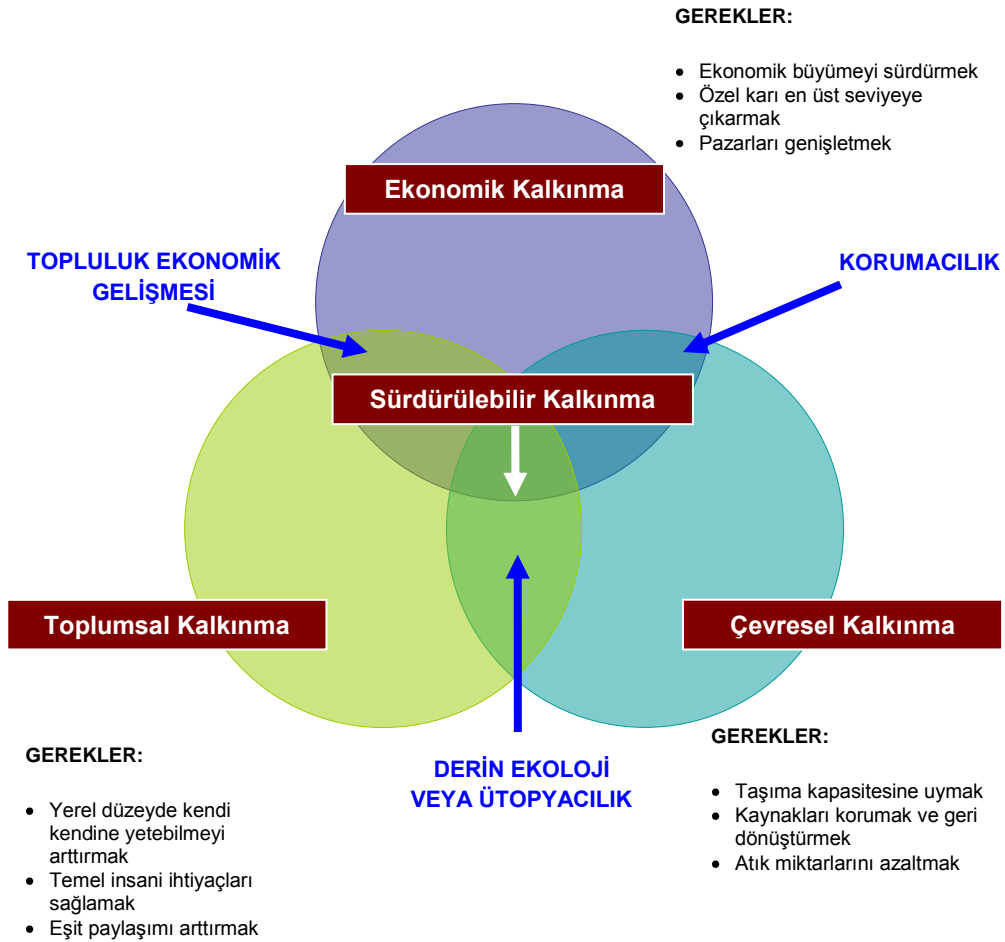 GEREKLER:
• Ekonomik büyümeyi sürdürmek
• Özel karı en üst seviyeye
çıkarmak
• Pazarları genişletmek
Ekonomik Kalkınma
TOPLULUK EKONOMİK
GELİŞMESİ
KORUMACILIK
Sürdürülebilir Kalkınma
Toplumsal Kalkınma
Çevresel Kalkınma
GEREKLER:
• Yerel düzeyde kendi
kendine yetebilmeyi
arttırmak
• Temel insani ihtiyaçları
sağlamak
• Eşit paylaşımı arttırmak
DERİN EKOLOJİ
VEYA ÜTOPYACILIK
GEREKLER:
• Taşıma kapasitesine uymak
• Kaynakları korumak ve geri
dönüştürmek
• Atık miktarlarını azaltmak